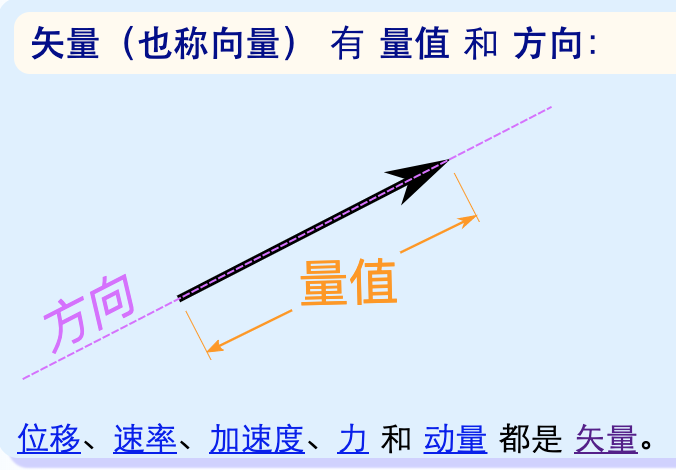 矢量（也称向量） 有 量值 和 方向:
方向
量值
位移、速率、加速度、力 和 动量 都是 矢量。